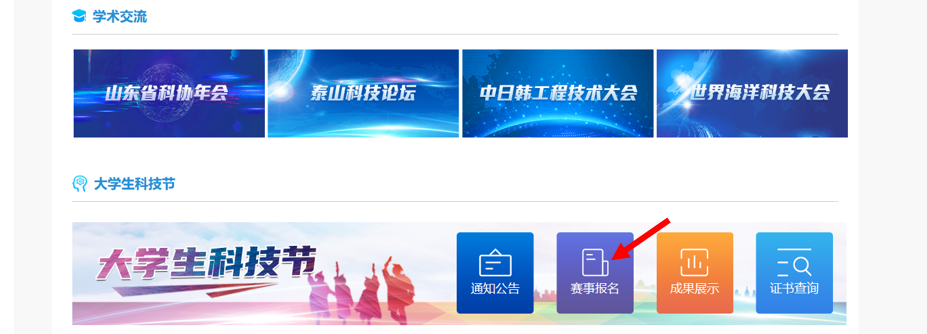 学术交流
山东省科协年会
泰山科技论坛
中日韩工程技术大会
世界海洋科技大会
大学生科技节
大学生科技节
通知公告
赛事报名
成果展示
证书查询